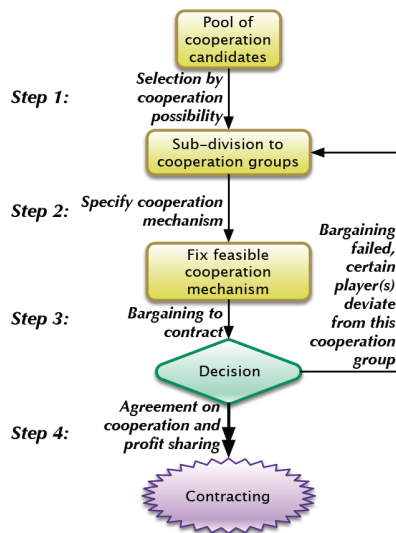 Pool of
cooperation
candidates
Step 1:
Selection by
cooperation
possibility
Sub-division to
cooperation groups
Step 2:
Specify cooperation
mechanism
Fix feasible
cooperation
mechanism
Bargaining
failed,
certain
player(s)
deviate
from this
cooperation
group
Step 3:
Bargaining to
contract
Decision
Step 4:
Agreement on
cooperation and
profit sharing
Contracting